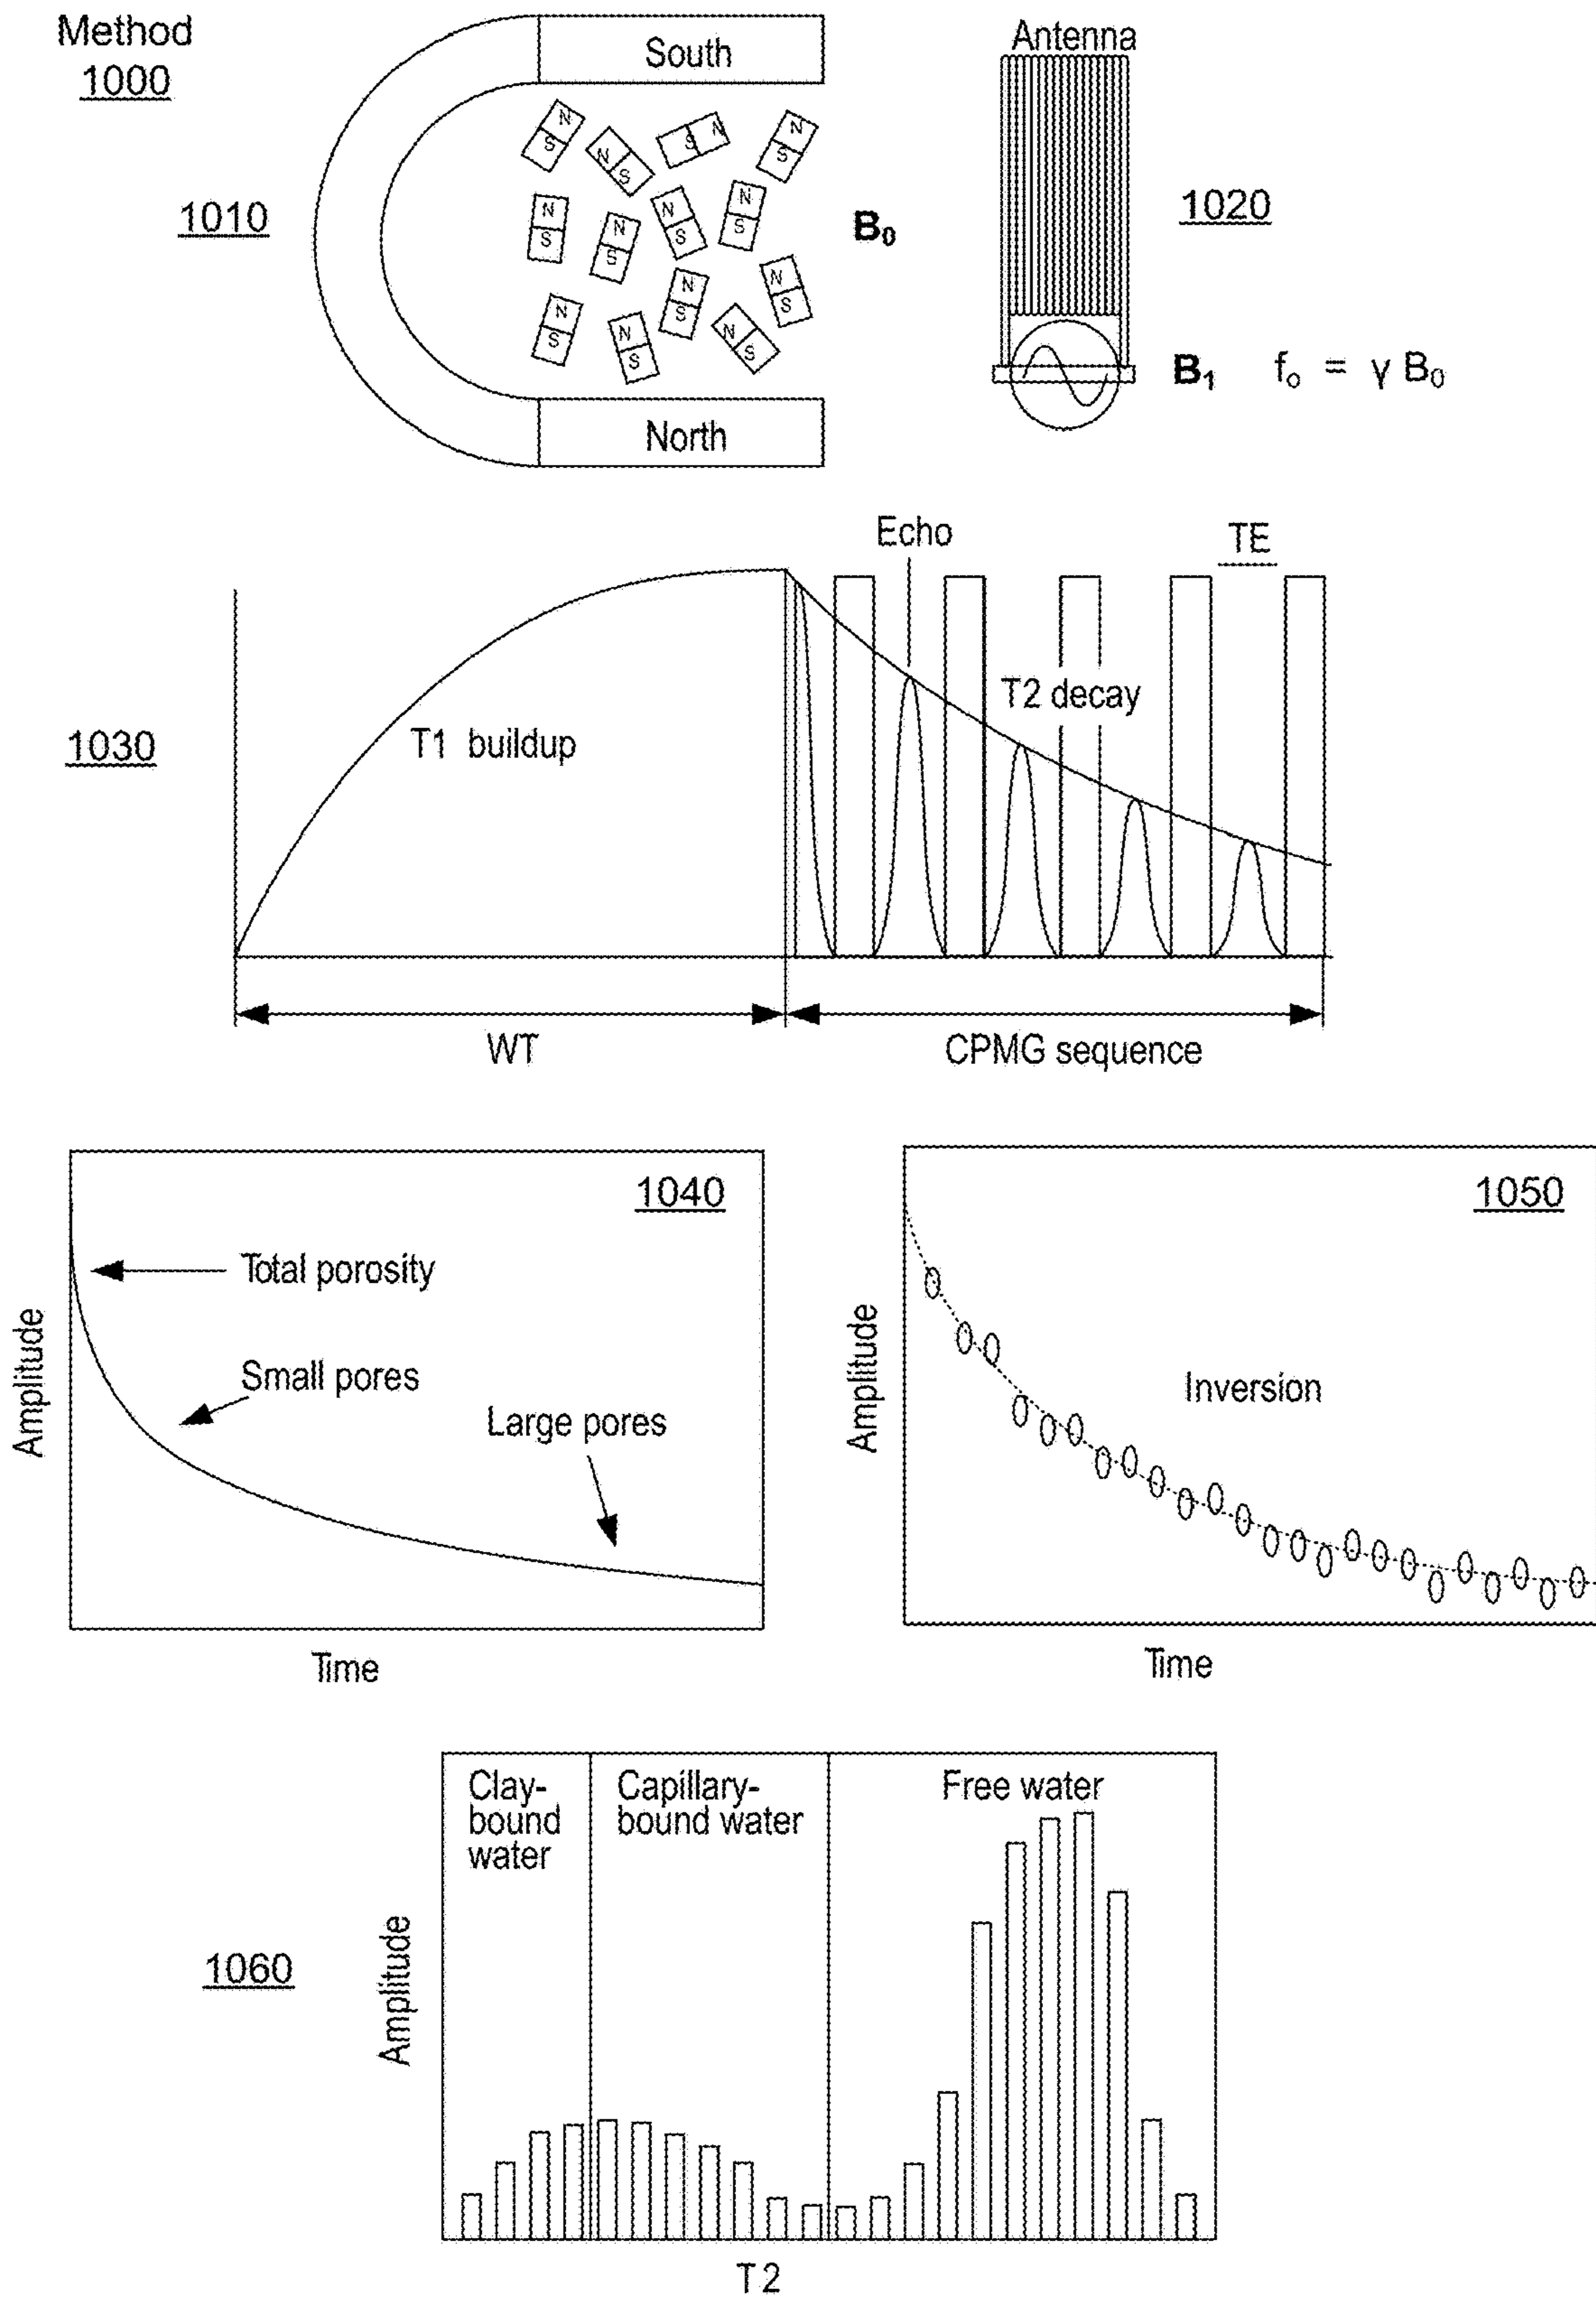 Method
1000
South
Antenna
N
S
N
S
S
N
N
S
1010
N
S
N
S
N
S
N
S
B₀
1020
N
S
N
S
N
S
N
S
N
S
B₁ fₒ = γ B₀
North
Echo
TE
T2 decay
T1 buildup
1030
WT
CPMG sequence
1040
Total porosity
Small pores
Large pores
Amplitude
Time
1050
Inversion
Amplitude
Time
Clay-
bound
water
Capillary-
bound water
Free water
1060
Amplitude
T2